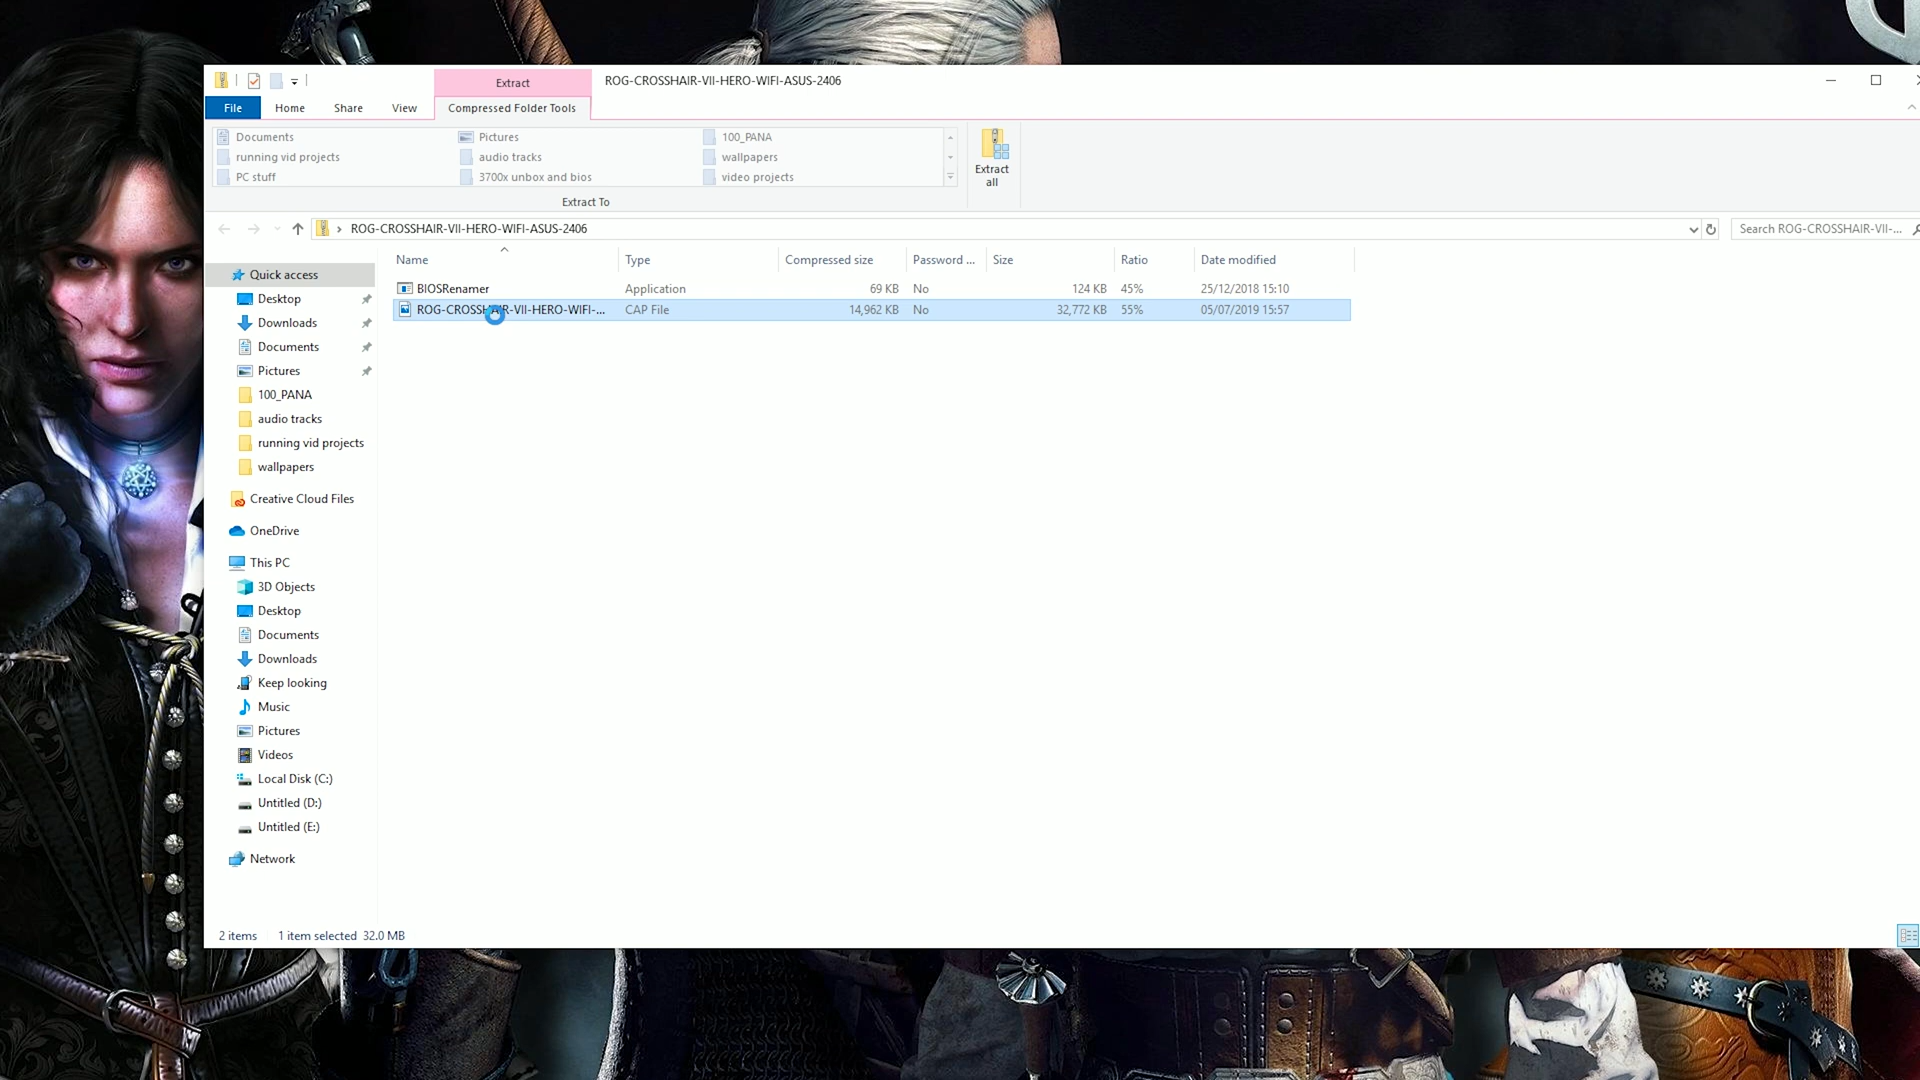 Extract
ROG-CROSSHAIR-VII-HERO-WIFI-ASUS-2406
File Home Share View Compressed Folder Tools
Documents Pictures 100_PANA
running vid projects audio tracks wallpapers
PC stuff 3700x unbox and bios video projects
Extract all
Extract To
ROG-CROSSHAIR-VII-HERO-WIFI-ASUS-2406
Search ROG-CROSSHAIR-VII-...
Name Type Compressed size Password ... Size Ratio Date modified
BIOSRenamer Application 69 KB No 124 KB 45% 25/12/2018 15:10
ROG-CROSSHAIR-VII-HERO-WIFI-... CAP File 14,962 KB No 32,772 KB 55% 05/07/2019 15:57
Quick access
Desktop
Downloads
Documents
Pictures
100_PANA
audio tracks
running vid projects
wallpapers
Creative Cloud Files
OneDrive
This PC
3D Objects
Desktop
Documents
Downloads
Keep looking
Music
Pictures
Videos
Local Disk (C:)
Untitled (D:)
Untitled (E:)
Network
2 items 1 item selected 32.0 MB